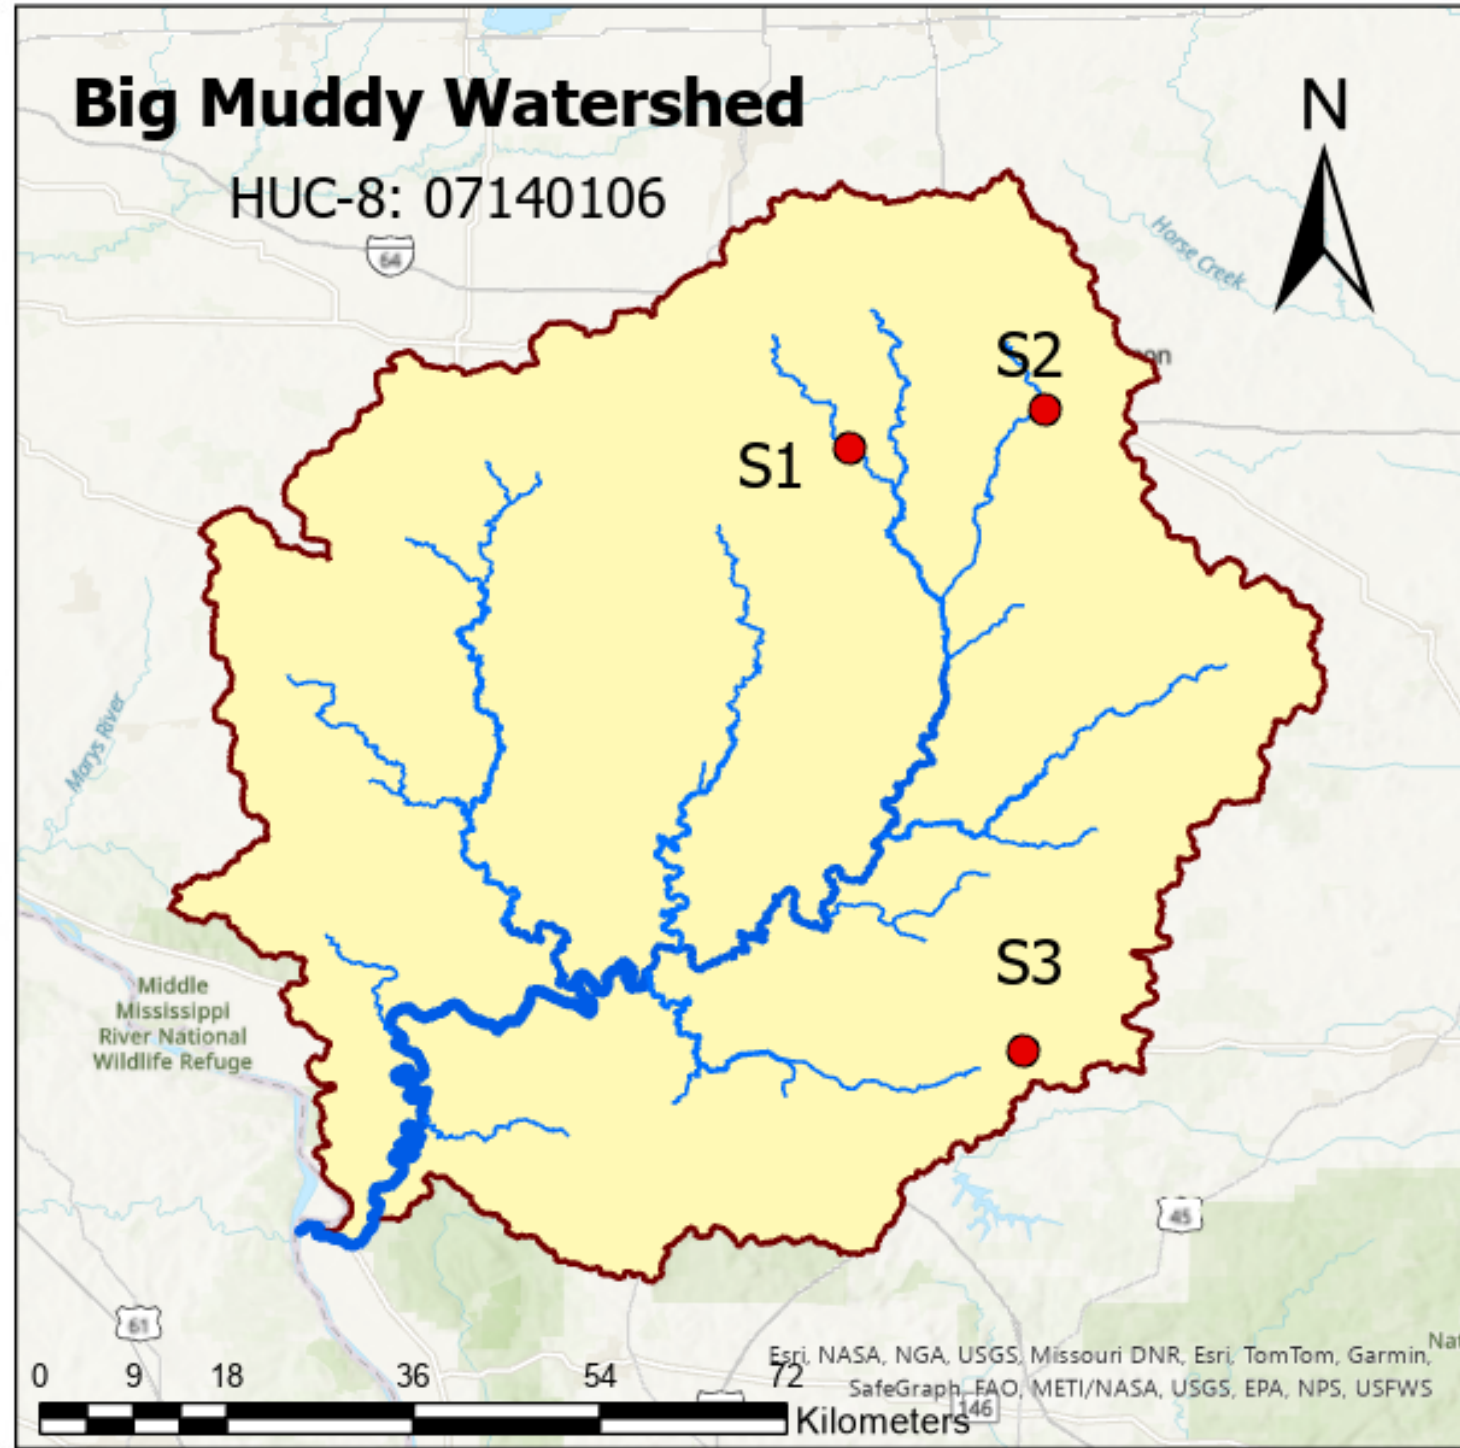 Big Muddy Watershed
N
HUC-8: 07140106
Horse Creek
64
S2
S1
Marys River
S3
Middle
Mississippi
River National
Wildlife Refuge
45
61
0 9 18 36 54 72
Kilometers
Esri, NASA, NGA, USGS, Missouri DNR, Esri, TomTom, Garmin,
SafeGraph, FAO, METI/NASA, USGS, EPA, NPS, USFWS
146